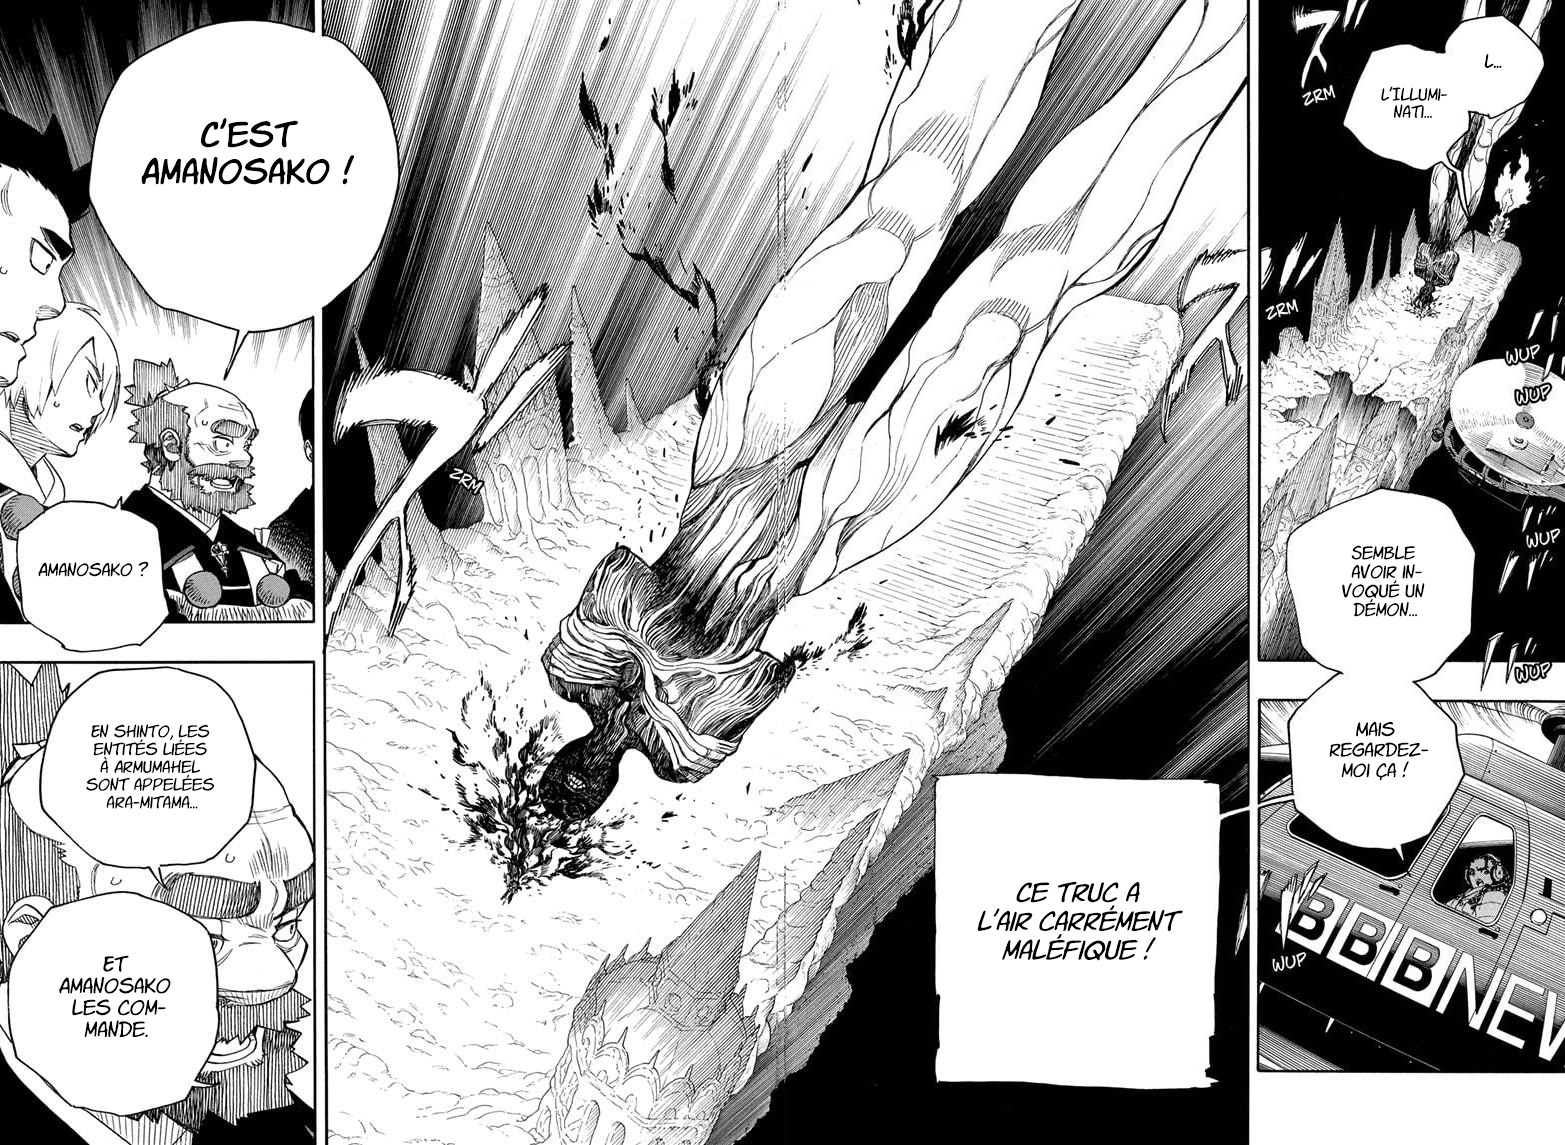 L...
L'ILLUMI-
NATI...
ZRM
ZRM
WUP
WUP
WUP
WUP
SEMBLE
AVOIR IN-
VOQUÉ UN
DÉMON...
MAIS
REGARDEZ-
MOI ÇA !
WUP
BBBNEW
CE TRUC A
L'AIR CARRÉMENT
MALÉFIQUE !
ZRM
C'EST
AMANOSAKO !
AMANOSAKO ?
EN SHINTO, LES
ENTITÉS LIÉES
À ARMUMAHEL
SONT APPELÉES
ARA-MITAMA...
ET
AMANOSAKO
LES COM-
MANDE.